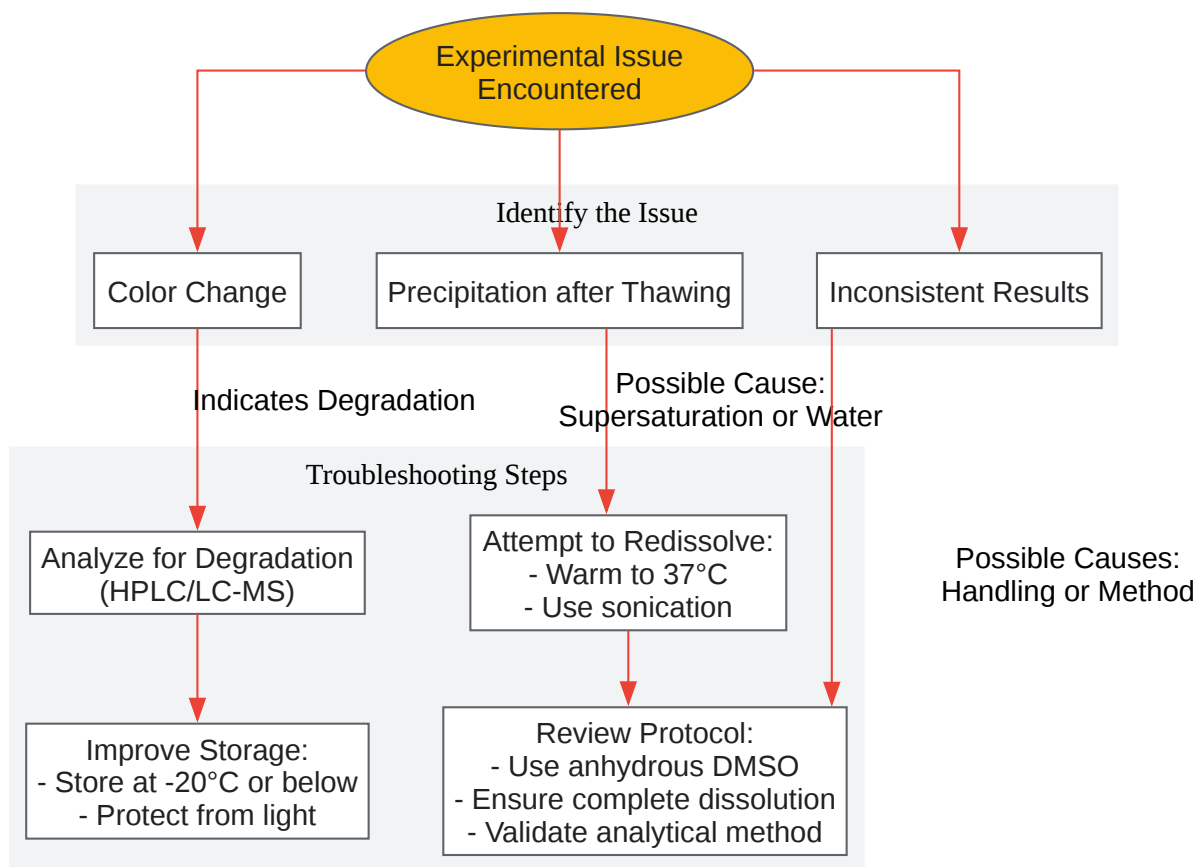 Experimental Issue
Encountered
Identify the Issue
Color Change
Precipitation after Thawing
Inconsistent Results
Indicates Degradation
Possible Cause:
Supersaturation or Water
Possible Causes:
Handling or Method
Troubleshooting Steps
Analyze for Degradation
(HPLC/LC-MS)
Attempt to Redissolve:
- Warm to 37°C
- Use sonication
Improve Storage:
- Store at -20°C or below
- Protect from light
Review Protocol:
- Use anhydrous DMSO
- Ensure complete dissolution
- Validate analytical method